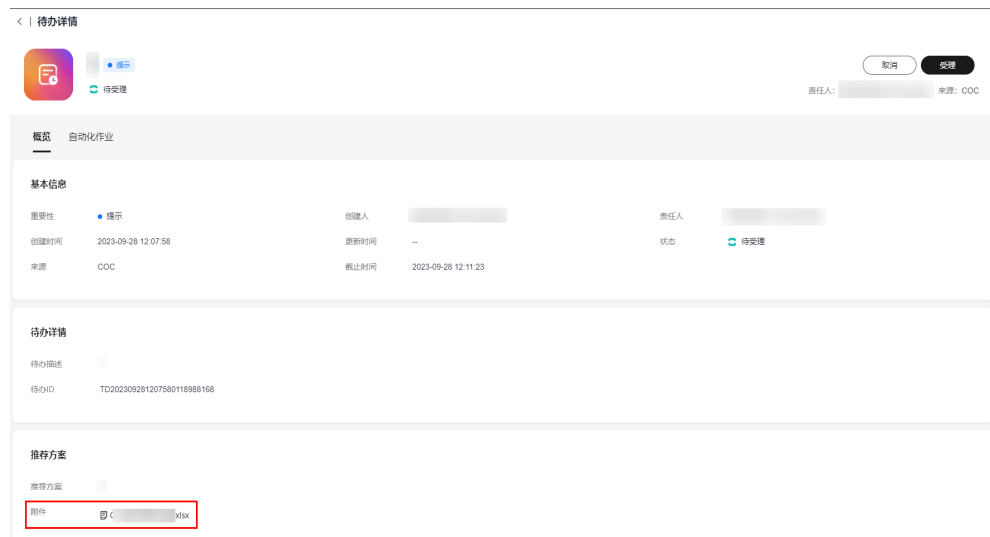 < | 待办详情
提示
待受理
取消 受理
责任人: 来源: COC
概览 自动化作业
基本信息
重要性 提示 创建人 责任人
创建时间 2023-09-28 12:07:58 更新时间 -- 状态 待受理
来源 COC 截止时间 2023-09-28 12:11:23
待办详情
待办描述
待办ID TD202309281207580118988168
推荐方案
推荐方案
附件 xlsx